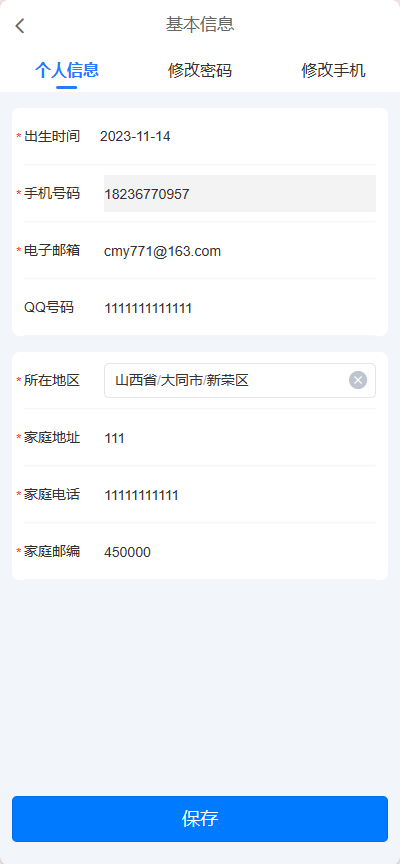 基本信息
个人信息 修改密码 修改手机
* 出生时间 2023-11-14
* 手机号码 18236770957
* 电子邮箱 cmy771@163.com
QQ号码 1111111111111
* 所在地区 山西省/大同市/新荣区
* 家庭地址 111
* 家庭电话 11111111111
* 家庭邮编 450000
保存